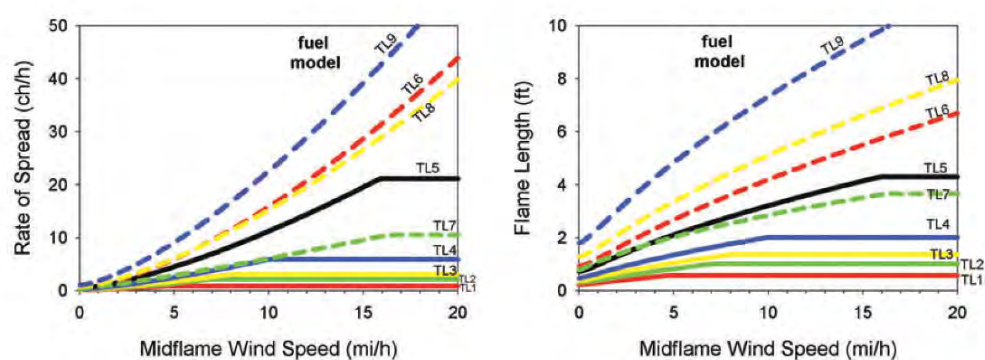 50
40
30
20
10
0
Rate of Spread (ch/h)
fuel
model
TL9
TL6
TL8
TL5
TL7
TL4
TL3
TL2
TL1
0 5 10 15 20
Midflame Wind Speed (mi/h)
10
8
6
4
2
0
Flame Length (ft)
fuel
model
TL9
TL8
TL6
TL5
TL7
TL4
TL3
TL2
TL1
0 5 10 15 20
Midflame Wind Speed (mi/h)